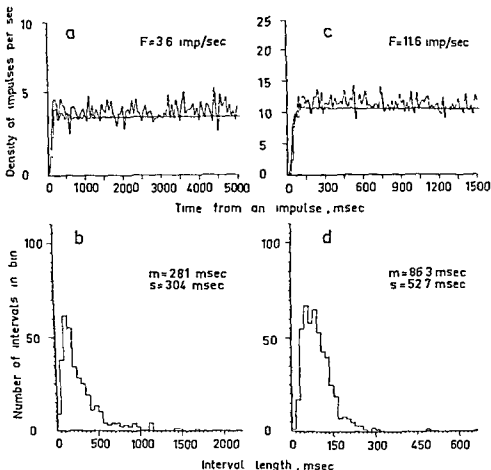 Density of impulses per sec
10
5
0
a
F=3.6 imp/sec
0 1000 2000 3000 4000 5000
25
20
15
10
5
0
c
F=11.6 imp/sec
0 300 600 900 1200 1500
Time from an impulse, msec
Number of intervals in bin
100
50
0
b
m=281 msec
s=304 msec
0 500 1000 1500 2000
100
50
0
d
m=86.3 msec
s=52.7 msec
0 150 300 450 600
Interval length, msec